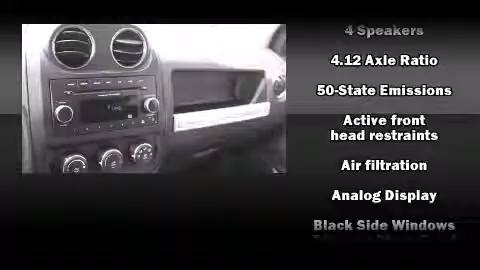 4 Speakers
4.12 Axle Ratio
50-State Emissions
Active front
head restraints
Air filtration
Analog Display
Black Side Windows